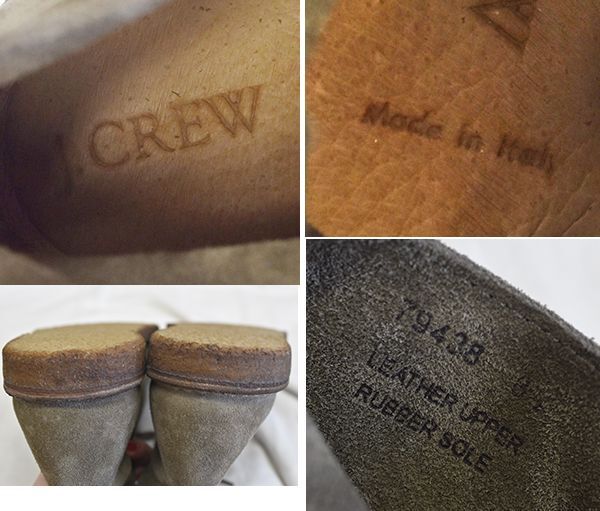 J.CREW
Made in Italy
79438
LEATHER UPPER
RUBBER SOLE